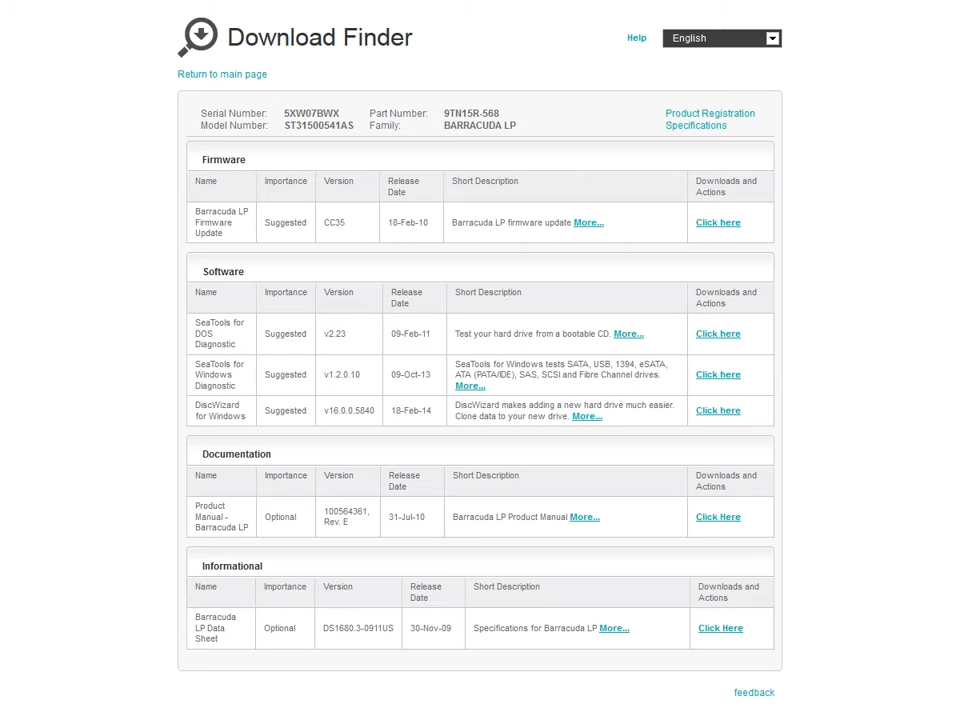 Download Finder
Help
English
Return to main page
Serial Number: 5XW07BWX Part Number: 9TN15R-568 Product Registration
Model Number: ST31500541AS Family: BARRACUDA LP Specifications
Firmware
Name Importance Version Release Date Short Description Downloads and Actions
Barracuda LP Firmware Update Suggested CC35 18-Feb-10 Barracuda LP firmware update More... Click here
Software
Name Importance Version Release Date Short Description Downloads and Actions
SeaTools for DOS Diagnostic Suggested v2.23 09-Feb-11 Test your hard drive from a bootable CD. More... Click here
SeaTools for Windows Diagnostic Suggested v1.2.0.10 09-Oct-13 SeaTools for Windows tests SATA, USB, 1394, eSATA, ATA (PATA/IDE), SAS, SCSI and Fibre Channel drives. More... Click here
DiscWizard for Windows Suggested v16.0.0.5840 18-Feb-14 DiscWizard makes adding a new hard drive much easier. Clone data to your new drive. More... Click here
Documentation
Name Importance Version Release Date Short Description Downloads and Actions
Product Manual - Barracuda LP Optional 100564361, Rev. E 31-Jul-10 Barracuda LP Product Manual More... Click Here
Informational
Name Importance Version Release Date Short Description Downloads and Actions
Barracuda LP Data Sheet Optional DS1680.3-0911US 30-Nov-09 Specifications for Barracuda LP More... Click Here
feedback